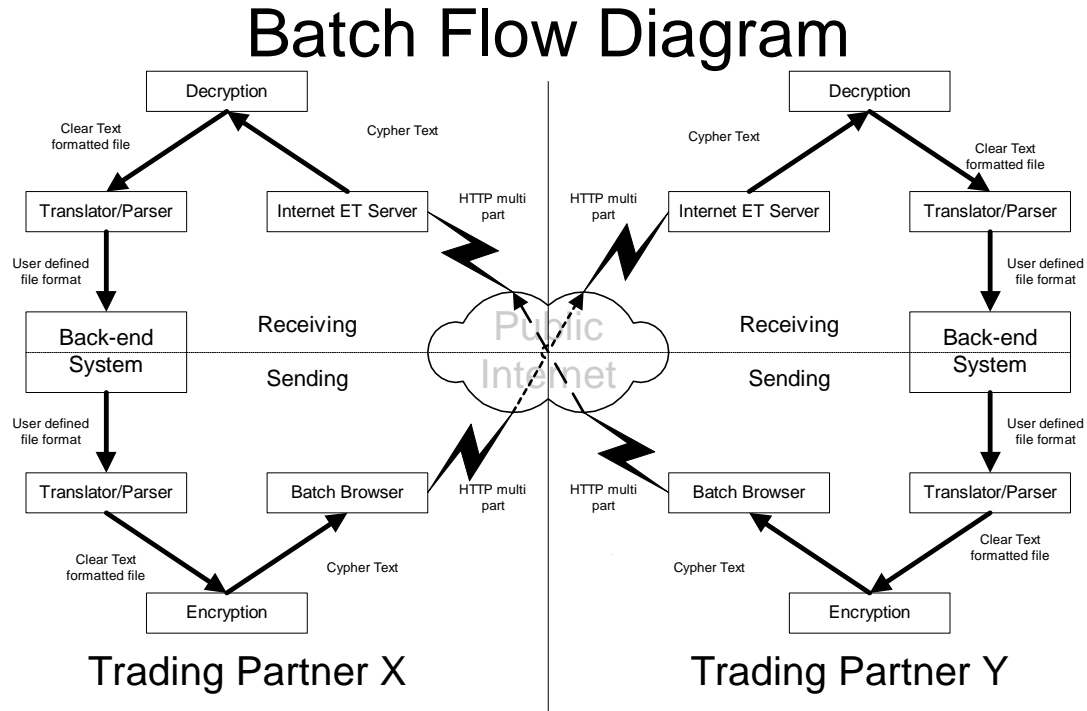 Batch Flow Diagram
Decryption
Decryption
Clear Text
formatted file
Cypher Text
Cypher Text
Clear Text
formatted file
Translator/Parser
Internet ET Server
HTTP multi
part
HTTP multi
part
Internet ET Server
Translator/Parser
User defined
file format
User defined
file format
Back-end
System
Receiving
Sending
Public
Internet
Receiving
Sending
Back-end
System
User defined
file format
User defined
file format
Translator/Parser
Batch Browser
HTTP multi
part
HTTP multi
part
Batch Browser
Translator/Parser
Clear Text
formatted file
Cypher Text
Cypher Text
Clear Text
formatted file
Encryption
Encryption
Trading Partner X
Trading Partner Y